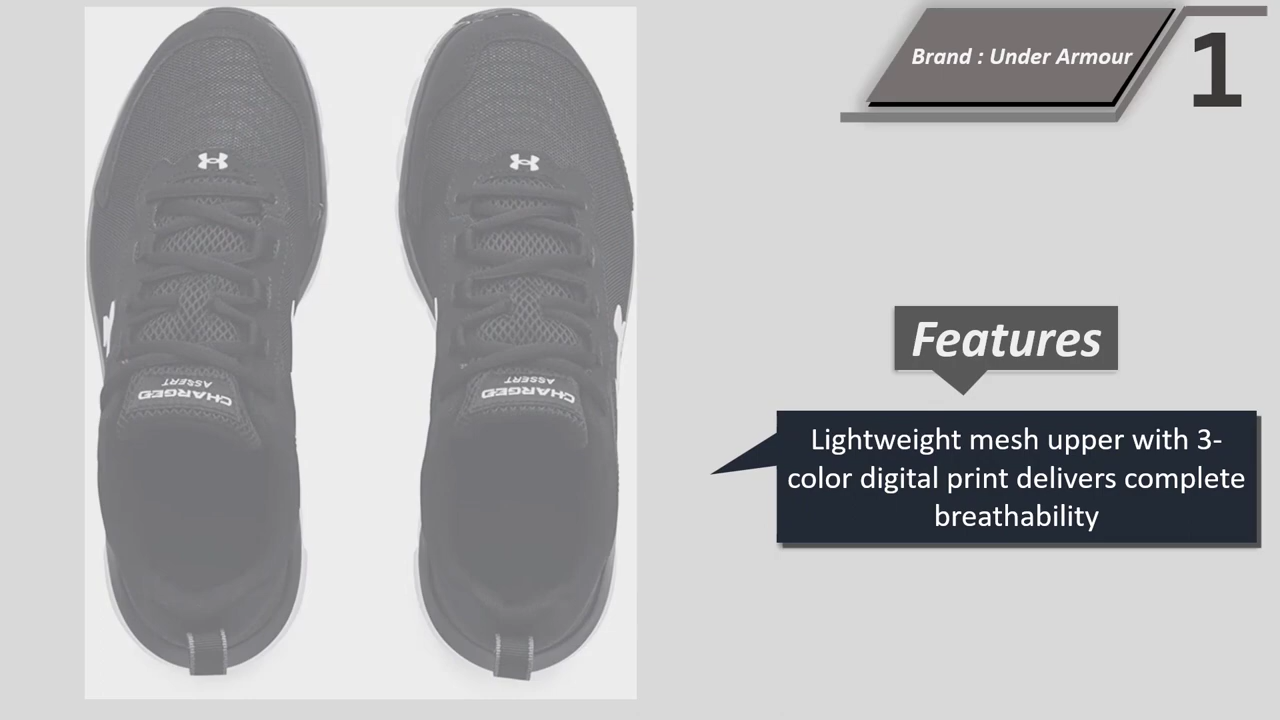 Brand : Under Armour
1
Features
Lightweight mesh upper with 3-
color digital print delivers complete
breathability
CHARGED
ASSERT
CHARGED
ASSERT